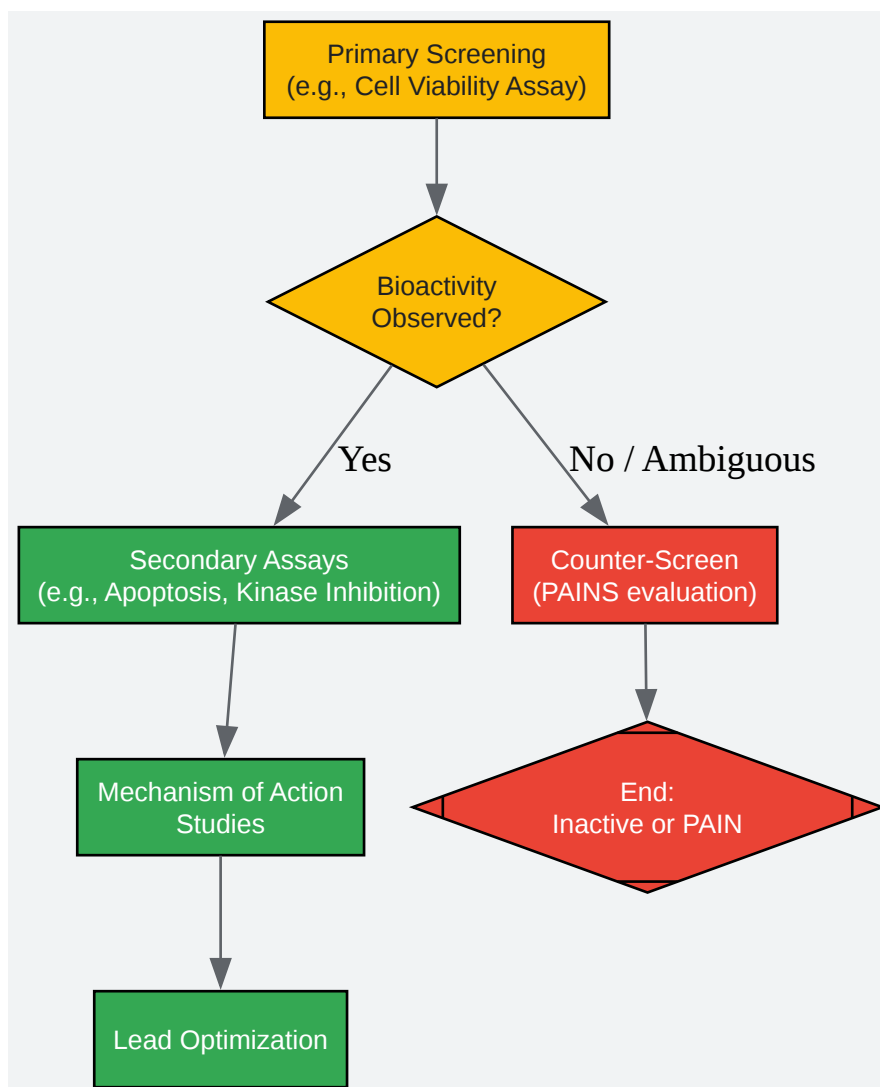 Primary Screening
(e.g., Cell Viability Assay)
Bioactivity
Observed?
Yes
No / Ambiguous
Secondary Assays
(e.g., Apoptosis, Kinase Inhibition)
Counter-Screen
(PAINS evaluation)
Mechanism of Action
Studies
End:
Inactive or PAIN
Lead Optimization